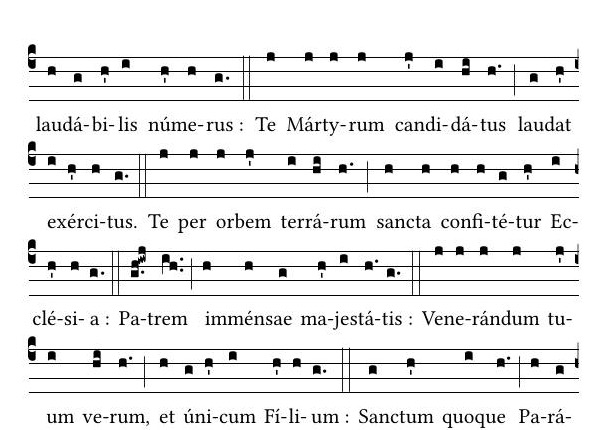 laudá-bi-lis núme-rus : Te Márty-rum candi-dá-tus laudat
exérci-tus. Te per orbem terrá-rum sancta confi-té-tur Ec-
clé-si- a : Pa-trem imménsae ma-jestá-tis : Vene-rándum tu-
um ve-rum, et úni-cum Fí-li- um : Sanctum quoque Pa-rá-